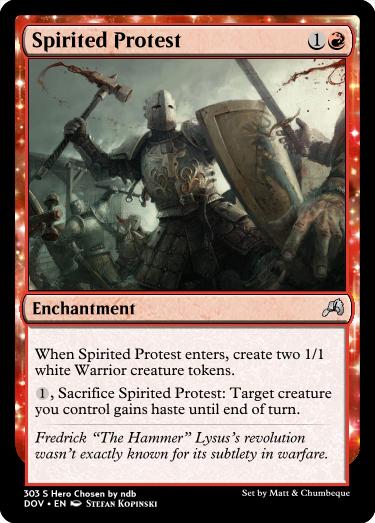 Spirited Protest 1
Enchantment
When Spirited Protest enters, create two 1/1
white Warrior creature tokens.
1, Sacrifice Spirited Protest: Target creature
you control gains haste until end of turn.
Fredrick “The Hammer” Lysus's revolution
wasn't exactly known for its subtlety in warfare.
303 S Hero Chosen by ndb
DOV • EN Stefan Kopinski
Set by Matt & Chumbeque